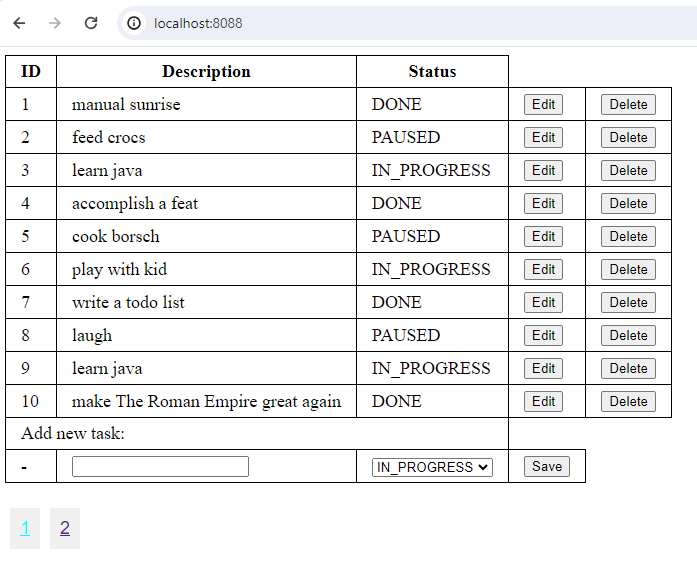 localhost:8088
ID Description Status
1 manual sunrise DONE Edit Delete
2 feed crocs PAUSED Edit Delete
3 learn java IN_PROGRESS Edit Delete
4 accomplish a feat DONE Edit Delete
5 cook borsch PAUSED Edit Delete
6 play with kid IN_PROGRESS Edit Delete
7 write a todo list DONE Edit Delete
8 laugh PAUSED Edit Delete
9 learn java IN_PROGRESS Edit Delete
10 make The Roman Empire great again DONE Edit Delete
Add new task:
- IN_PROGRESS Save
1 2